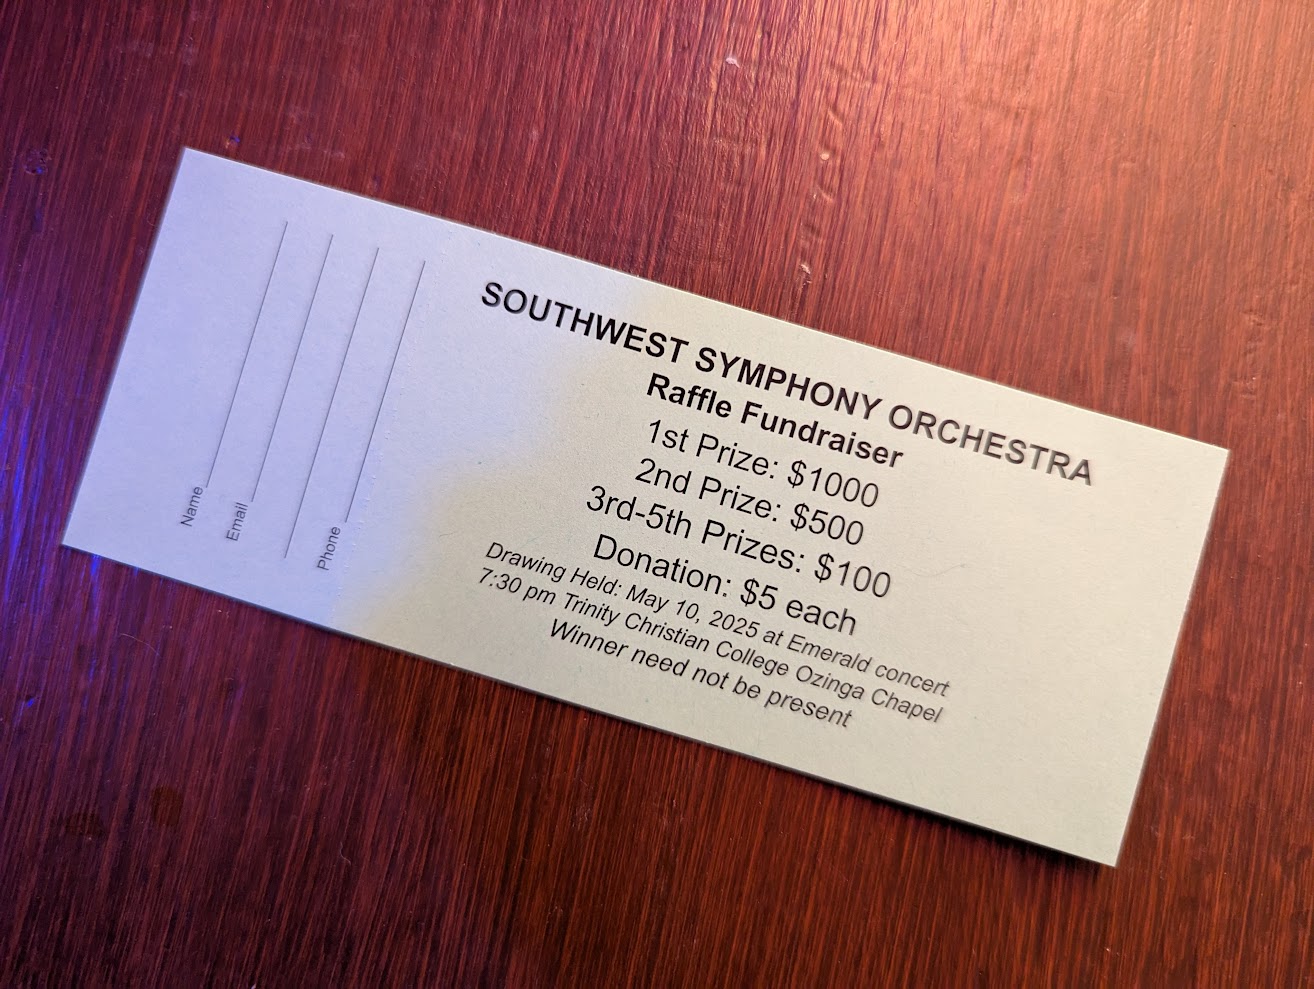 SOUTHWEST SYMPHONY ORCHESTRA
Raffle Fundraiser
1st Prize: $1000
2nd Prize: $500
3rd-5th Prizes: $100
Donation: $5 each
Drawing Held: May 10, 2025 at Emerald concert
7:30 pm Trinity Christian College Ozinga Chapel
Winner need not be present
Name
Email
Phone